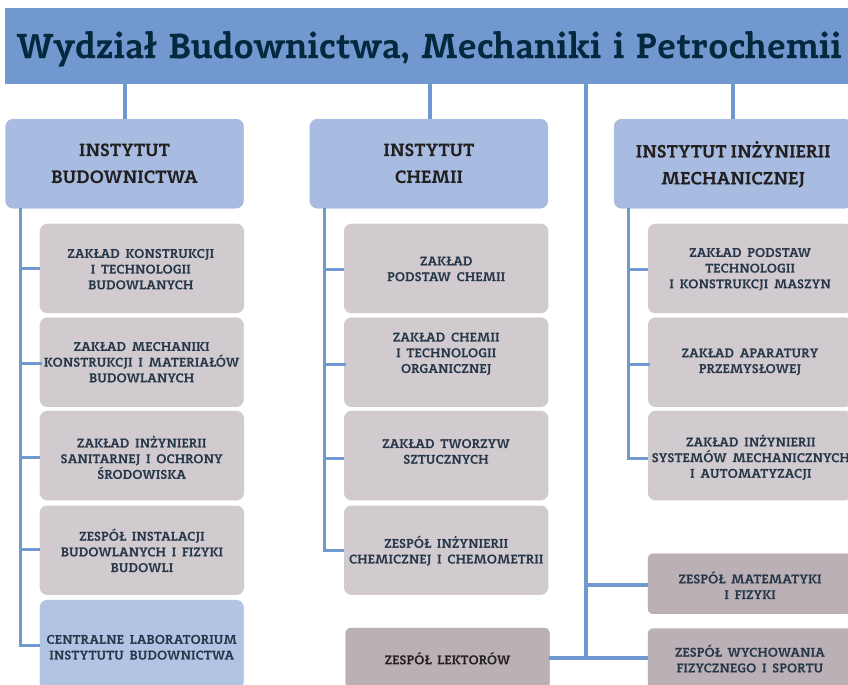 Wydział Budownictwa, Mechaniki i Petrochemii
INSTYTUT
BUDOWNICTWA
ZAKŁAD KONSTRUKCJI
I TECHNOLOGII
BUDOWLANYCH
ZAKŁAD MECHANIKI
KONSTRUKCJI I MATERIAŁÓW
BUDOWLANYCH
ZAKŁAD INŻYNIERII
SANITARNEJ I OCHRONY
ŚRODOWISKA
ZESPÓŁ INSTALACJI
BUDOWLANYCH I FIZYKI
BUDOWLI
CENTRALNE LABORATORIUM
INSTYTUTU BUDOWNICTWA
INSTYTUT
CHEMII
ZAKŁAD
PODSTAW CHEMII
ZAKŁAD CHEMII
I TECHNOLOGII
ORGANICZNEJ
ZAKŁAD TWORZYW
SZTUCZNYCH
ZESPÓŁ INŻYNIERII
CHEMICZNEJ I CHEMOMETRII
ZESPÓŁ LEKTORÓW
INSTYTUT INŻYNIERII
MECHANICZNEJ
ZAKŁAD PODSTAW
TECHNOLOGII
I KONSTRUKCJI MASZYN
ZAKŁAD APARATURY
PRZEMYSŁOWEJ
ZAKŁAD INŻYNIERII
SYSTEMÓW MECHANICZNYCH
I AUTOMATYZACJI
ZESPÓŁ MATEMATYKI
I FIZYKI
ZESPÓŁ WYCHOWANIA
FIZYCZNEGO I SPORTU